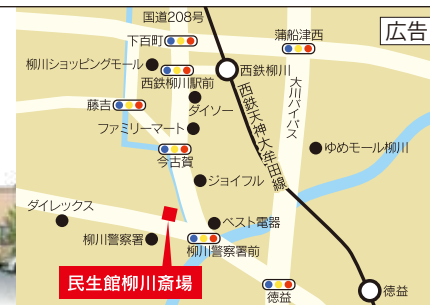 国道208号
広告
下百町
蒲船津西
柳川ショッピングモール
西鉄柳川
西鉄柳川駅前
大川バイパス
藤吉
ダイソー
西鉄天神大牟田線
ファミリーマート
ゆめモール柳川
今古賀
ジョイフル
ダイレックス
ベスト電器
柳川警察署
柳川警察署前
民生館柳川斎場
徳益
徳益